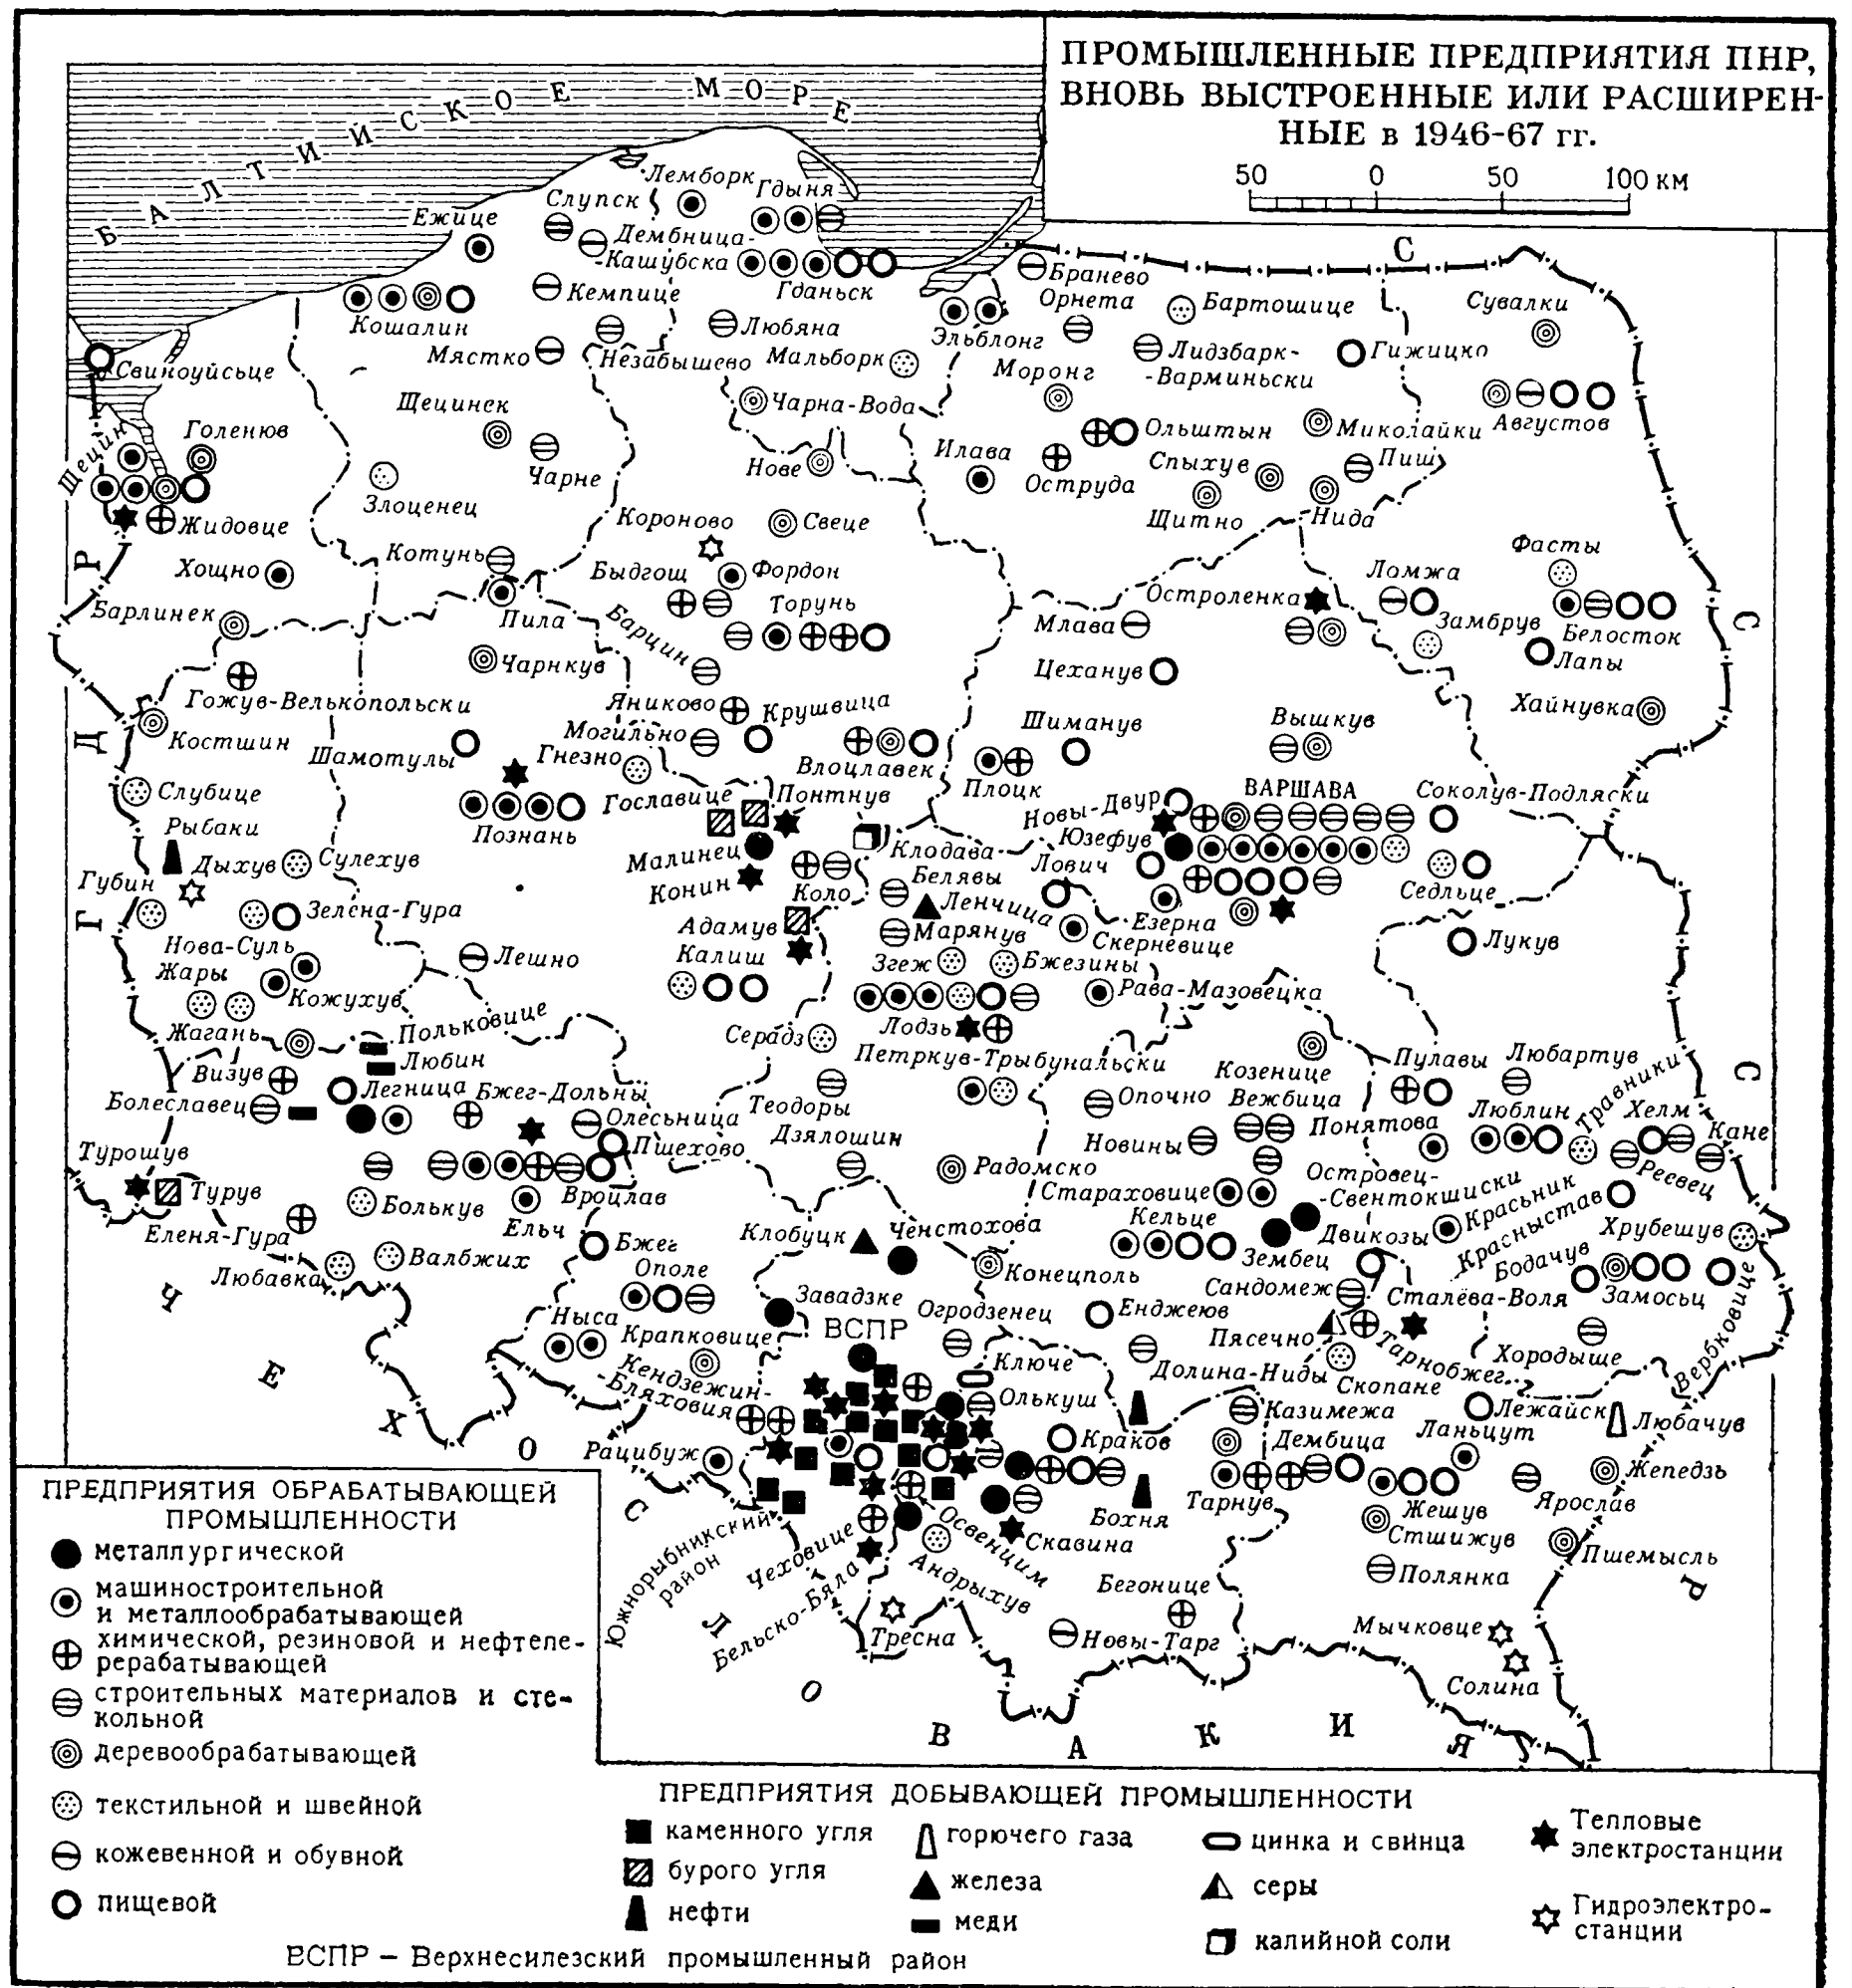 ПРОМЫШЛЕННЫЕ ПРЕДПРИЯТИЯ ПНР,
ВНОВЬ ВЫСТРОЕННЫЕ ИЛИ РАСШИРЕН-
НЫЕ в 1946-67 гг.
50 0 50 100 км
БАЛТИЙСКОЕ МОРЕ
Лемборк
Гдыня
Слупск
Ежице
Дембница-
-Кашубска
Гданьск
Кемпице
Кошалин
Любяна
Мястко
Незабышево
Мальборк
Свиноуйсьце
Бранево
Орнета
Бартошице
Сувалки
Эльблонг
Лидзбарк-
-Варминьски
Гижицко
Моронг
Августов
Щецинек
Чарна-Вода
Голенюв
Щецин
Ольштын
Миколайки
Илава
Спыхув
Пиш
Нове
Чарне
Оструда
Злоценец
Щитно
Нида
Жидовце
Короново
Свеце
Хощно
Котунь
Быдгощ
Фордон
Фасты
Ломжа
Остроленка
Барлинек
Пила
Торунь
Млава
Замбрув
Белосток
Барцин
Лапы
Чарнкув
Цеханув
Гожув-Велькопольски
Яниково
Крушвица
Хайнувка
Костшин
Могильно
Шиманув
Вышкув
Шамотулы
Гнезно
Влоцлавек
Плоцк
Слубице
Гославице
Понтнув
Новы-Двур
ВАРШАВА
Соколув-Подляски
Рыбаки
Познань
Юзефув
Малинец
Клодава
Лович
Дыхув
Сулехув
Губин
Конин
Коло
Белявы
Седльце
Зелена-Гура
Ленчица
Езерна
Адамув
Марянув
Скерневице
Лукув
Нова-Суль
Калиш
Лешно
Згеж
Бжезины
Жары
Кожухув
Рава-Мазовецка
Жагань
Польковице
Лодзь
Серадз
Любин
Петркув-Трыбунальски
Козенице
Пулавы
Любартув
Визув
Легница
Бжег-Дольны
Травники
Болеславец
Олесьница
Теодоры
Опочно
Вежбица
Люблин
Хелм
Дзялошин
Понятова
Кане
Пшехово
Новины
Турошув
Радомско
Островец-
-Свентокшиски
Реевец
Турув
Вроцлав
Болькув
Стараховице
Красьник
Ельч
Кельце
Красныстав
Еленя-Гура
Клобуцк
Ченстохова
Двикозы
Хрубешув
Бжег
Валбжих
Зембец
Бодачув
Любавка
Ополе
Конецполь
Сандомеж
Замосьц
Завадзке
Огродзенец
Енджеюв
Сталёва-Воля
Ныса
Крапковице
ВСПР
Пясечно
Вербковице
Ключе
Тарнобжег
Хородыше
Кендзежин-
-Бляховия
Долина-Ниды
Скопане
Олькуш
Казимежа
Лежайск
Любачув
Рацибуж
Краков
Дембица
Ланьцут
Жепедзь
Тарнув
Ярослав
Бохня
Жешув
Южнорыбникский
район
Освенцим
Стшижув
Скавина
Чеховице
Пшемысль
Андрыхув
Полянка
Бельско-Бяла
Бегонице
Тресна
Новы-Тарг
Мычковце
Солина
ГДР
СССР
ЧЕХОСЛОВАКИЯ
ПРЕДПРИЯТИЯ ОБРАБАТЫВАЮЩЕЙ
ПРОМЫШЛЕННОСТИ
металлургической
машиностроительной
и металлообрабатывающей
химической, резиновой и нефтепе-
рерабатывающей
строительных материалов и сте-
кольной
деревообрабатывающей
текстильной и швейной
кожевенной и обувной
пищевой
ПРЕДПРИЯТИЯ ДОБЫВАЮЩЕЙ ПРОМЫШЛЕННОСТИ
каменного угля
бурого угля
нефти
горючего газа
железа
меди
цинка и свинца
серы
калийной соли
Тепловые
электростанции
Гидроэлектро-
станции
ВСПР – Верхнесилезский промышленный район